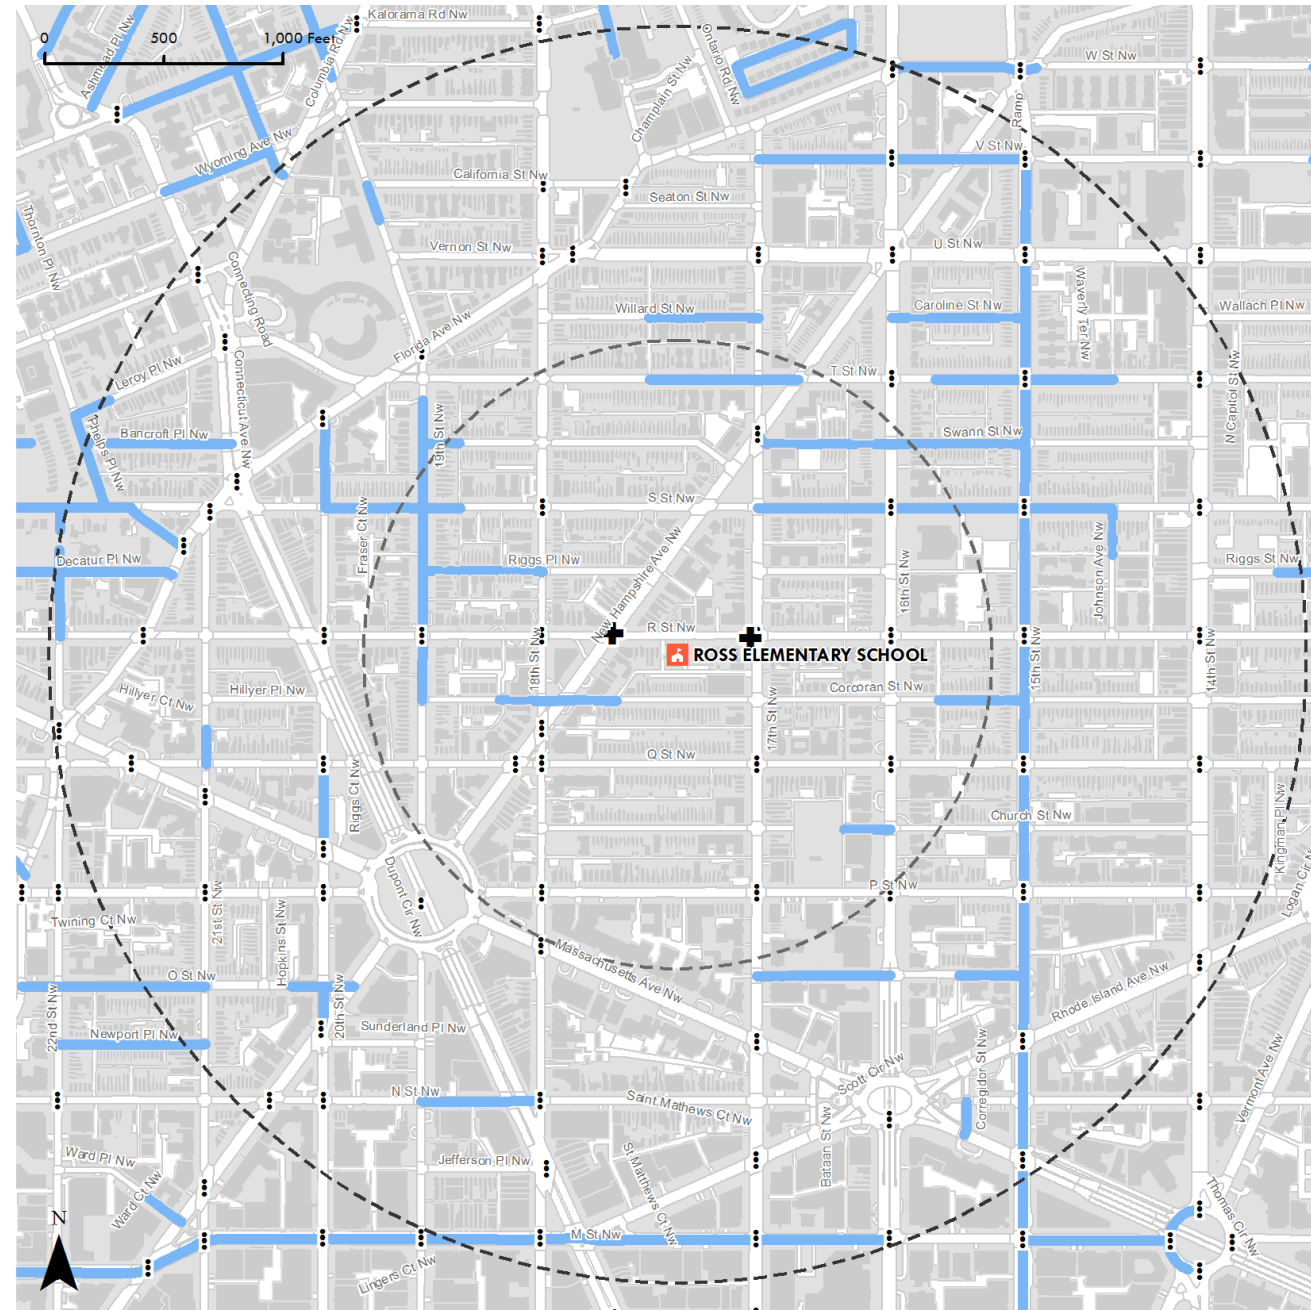 Kalorama Rd Nw
0 500 1,000 Feet
Ashmead Pl Nw
Columbia Rd Nw
Ontario Rd Nw
Champlain St Nw
W St Nw
Ramp
Wyoming Ave Nw
V St Nw
California St Nw
Seaton St Nw
Thornton Pl Nw
Vernon St Nw
U St Nw
Connecting Road
Waverly Ter Nw
Willard St Nw
Caroline St Nw
Wallach Pl Nw
Florida Ave Nw
Leroy Pl Nw
Connecticut Ave Nw
T St Nw
N Capitol St Nw
Phelps Pl Nw
Bancroft Pl Nw
19th St Nw
Swann St Nw
S St Nw
Fraser Ct Nw
New Hampshire Ave Nw
Decatur Pl Nw
Riggs Pl Nw
16th St Nw
Johnson Ave Nw
Riggs St Nw
R St Nw
ROSS ELEMENTARY SCHOOL
18th St Nw
15th St Nw
14th St Nw
Hillyer Ct Nw
Hillyer Pl Nw
Corcoran St Nw
17th St Nw
Q St Nw
Riggs Ct Nw
Church St Nw
Kingman Pl Nw
Dupont Cir Nw
P St Nw
Logan Cir N
Twining Ct Nw
21st St Nw
Hopkins St Nw
Massachusetts Ave Nw
O St Nw
20th St Nw
Rhode Island Ave Nw
22nd St Nw
Newport Pl Nw
Sunderland Pl Nw
Scott Cir Nw
Corregidor St Nw
Vermont Ave Nw
N St Nw
Saint Mathews Ct Nw
Bataan St Nw
Ward Pl Nw
Jefferson Pl Nw
St Matthews Ct Nw
Ward Ct Nw
Thomas Cir Nw
N
M St Nw
Lingers Ct Nw